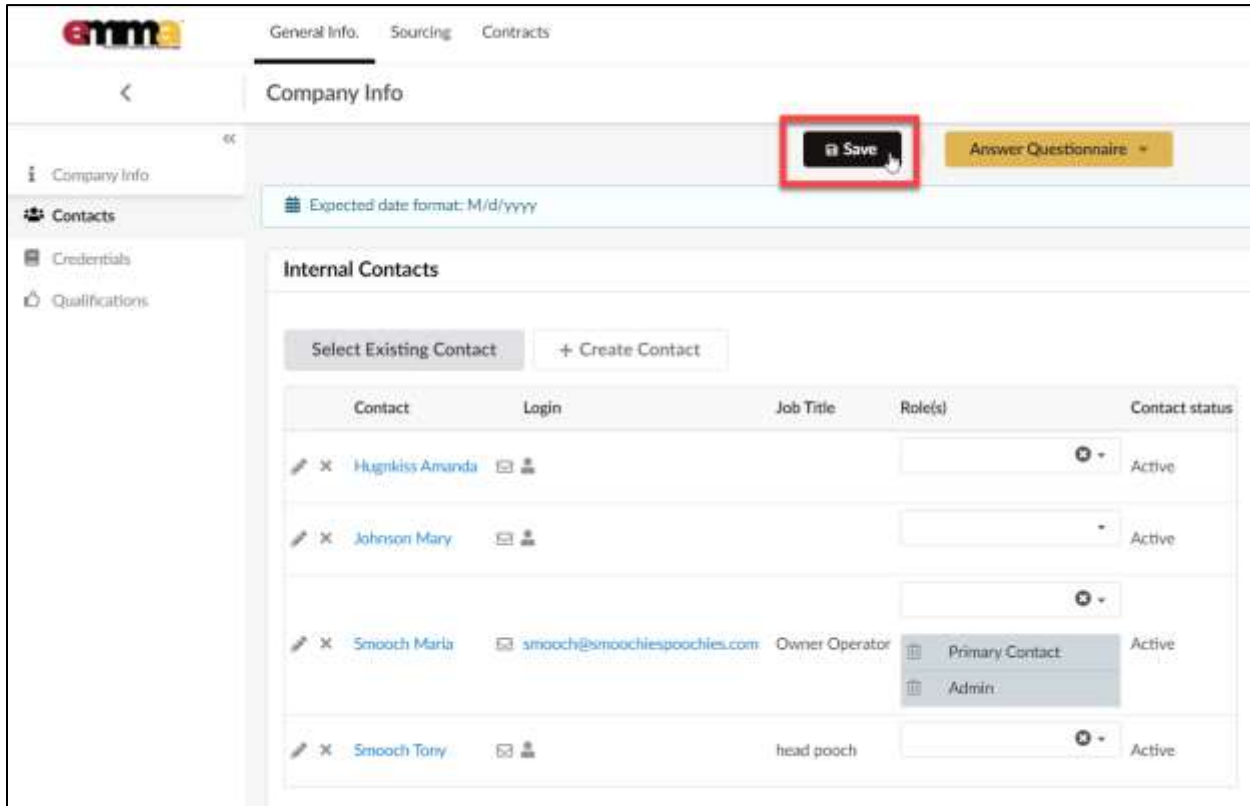 emma
General Info. Sourcing Contracts
Company Info
Save Answer Questionnaire
Company Info
Contacts
Credentials
Qualifications
Expected date format: M/d/yyyy
Internal Contacts
Select Existing Contact + Create Contact
Contact Login Job Title Role(s) Contact status
Hugnkiss Amanda Active
Johnson Mary Active
Smooch Maria smooch@smoochiespoochies.com Owner Operator Active
Primary Contact
Admin
Smooch Tony head pooch Active